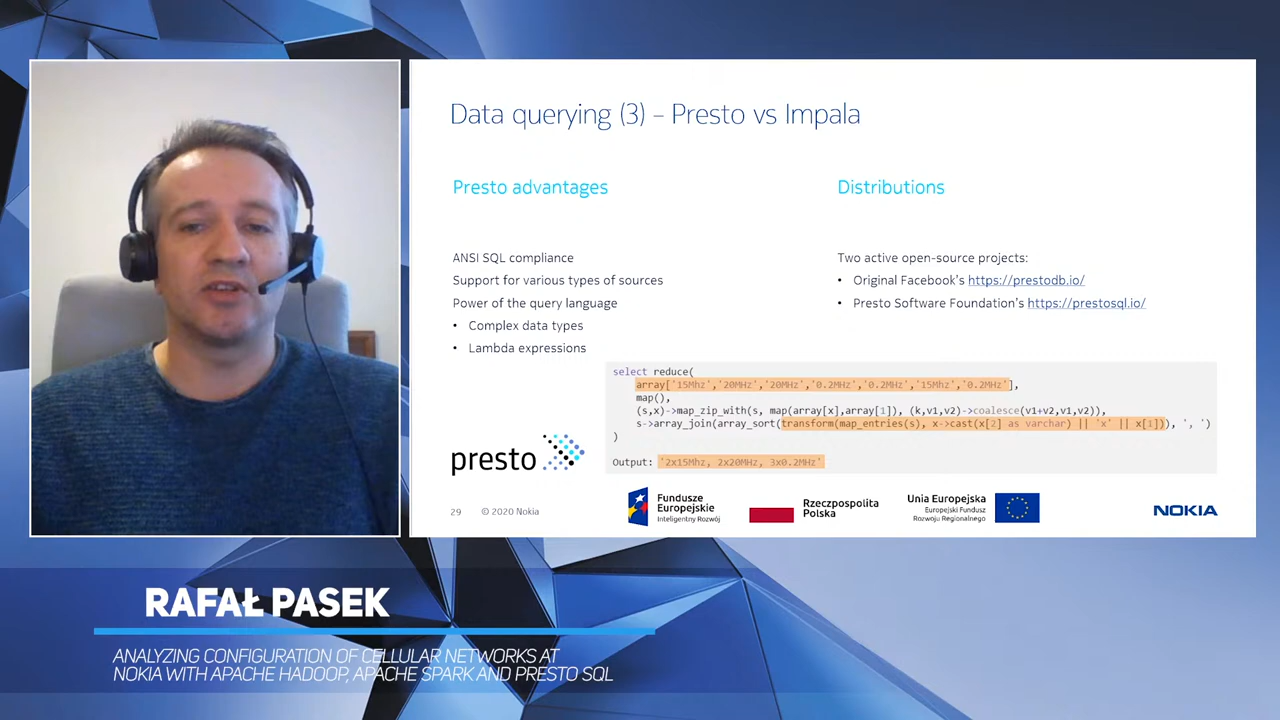 Data querying (3) – Presto vs Impala
Presto advantages
ANSI SQL compliance
Support for various types of sources
Power of the query language
• Complex data types
• Lambda expressions
Distributions
Two active open-source projects:
• Original Facebook's https://prestodb.io/
• Presto Software Foundation's https://prestosql.io/
select reduce(
array['15Mhz','20MHz','20MHz','0.2MHz','0.2MHz','15Mhz','0.2MHz'],
map(),
(s,x)->map_zip_with(s, map(array[x],array[1]), (k,v1,v2)->coalesce(v1+v2,v1,v2)),
s->array_join(array_sort(transform(map_entries(s), x->cast(x[2] as varchar) || 'x' || x[1])), ', ')
)
Output: '2x15Mhz, 2x20MHz, 3x0.2MHz'
presto
29 © 2020 Nokia
Fundusze
Europejskie
Inteligentny Rozwój
Rzeczpospolita
Polska
Unia Europejska
Europejski Fundusz
Rozwoju Regionalnego
NOKIA
RAFAŁ PASEK
ANALYZING CONFIGURATION OF CELLULAR NETWORKS AT
NOKIA WITH APACHE HADOOP, APACHE SPARK AND PRESTO SQL